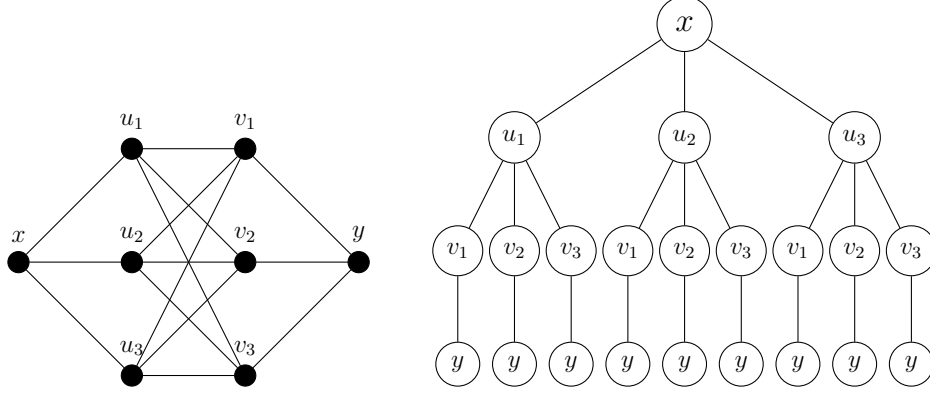 x
u₁ v₁
u₁ u₂ u₃
x u₂ v₂ y
v₁ v₂ v₃ v₁ v₂ v₃ v₁ v₂ v₃
u₃ v₃
y y y y y y y y y